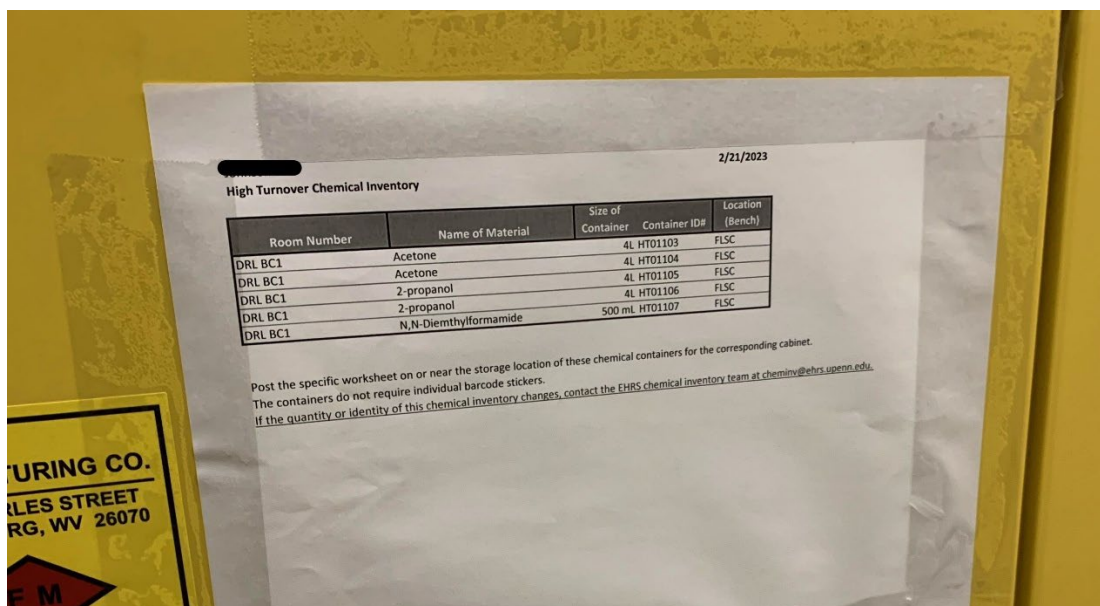 2/21/2023
High Turnover Chemical Inventory
Room Number Name of Material Size of Container Container ID# Location (Bench)
DRL BC1 Acetone 4L HT01103 FLSC
DRL BC1 Acetone 4L HT01104 FLSC
DRL BC1 2-propanol 4L HT01105 FLSC
DRL BC1 2-propanol 4L HT01106 FLSC
DRL BC1 N,N-Diemthylformamide 500 mL HT01107 FLSC
Post the specific worksheet on or near the storage location of these chemical containers for the corresponding cabinet.
The containers do not require individual barcode stickers.
If the quantity or identity of this chemical inventory changes, contact the EHRS chemical inventory team at cheminv@ehrs.upenn.edu.
TURING CO.
RLES STREET
RG, WV 26070
FM